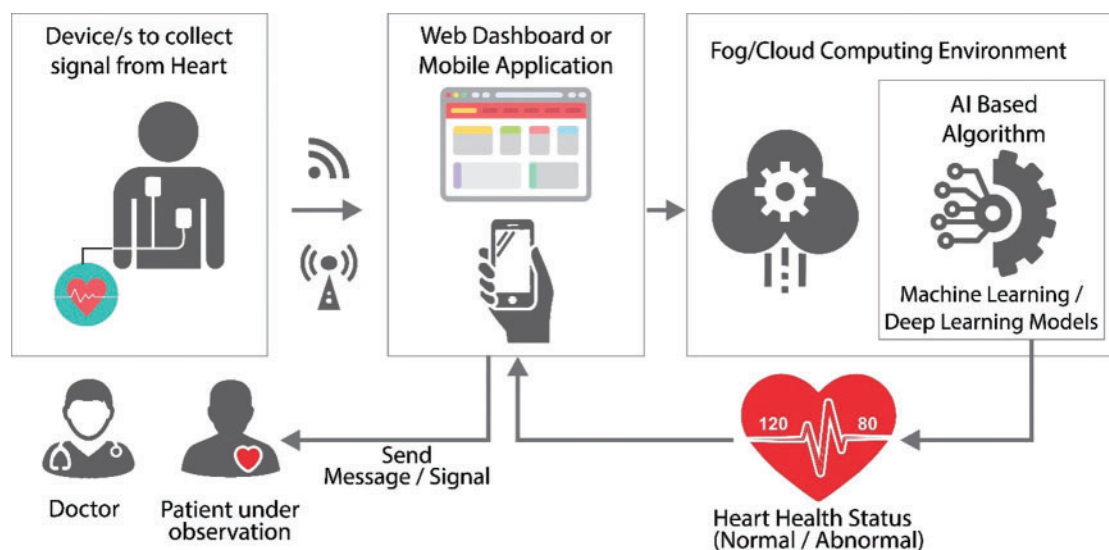 Device/s to collect
signal from Heart
Web Dashboard or
Mobile Application
Fog/Cloud Computing Environment
AI Based
Algorithm
Machine Learning /
Deep Learning Models
120
80
Heart Health Status
(Normal / Abnormal)
Send
Message / Signal
Doctor
Patient under
observation